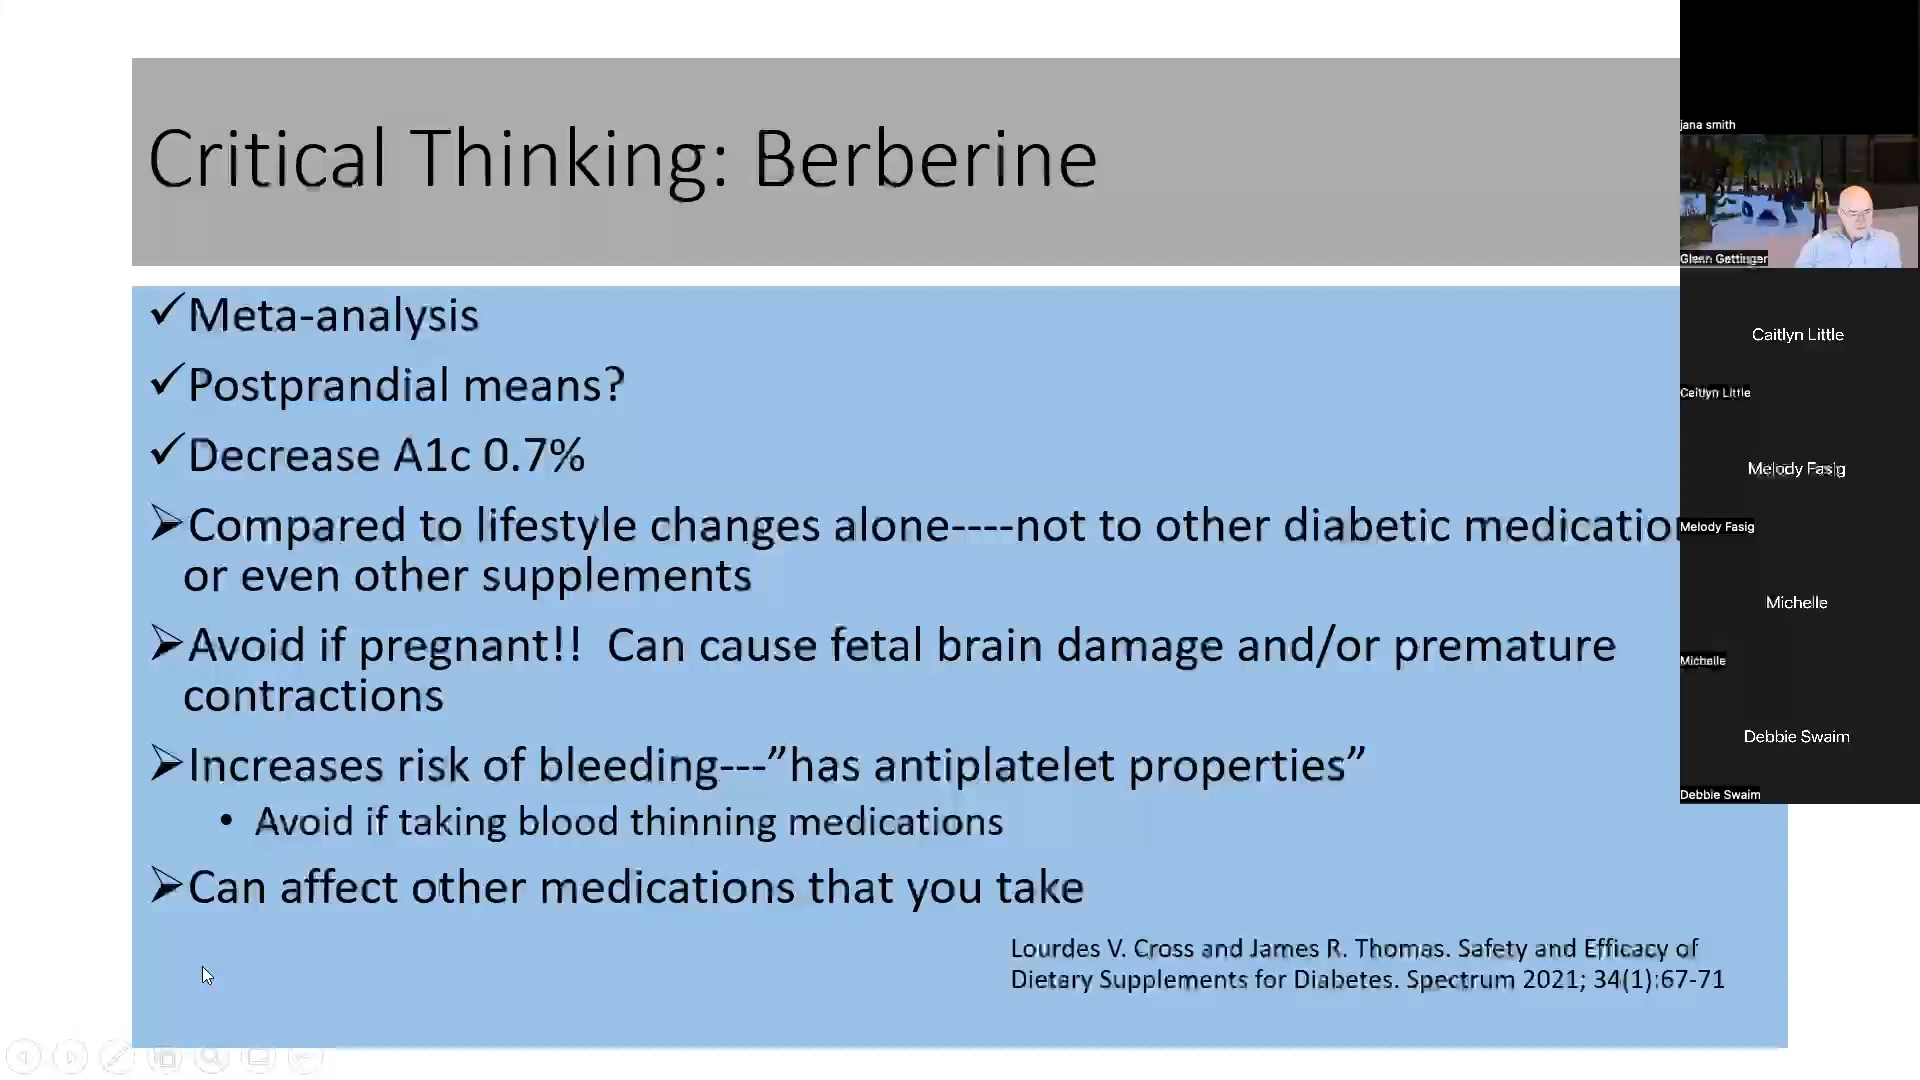 Critical Thinking: Berberine
✓Meta-analysis
✓Postprandial means?
✓Decrease A1c 0.7%
➢Compared to lifestyle changes alone----not to other diabetic medication
or even other supplements
➢Avoid if pregnant!! Can cause fetal brain damage and/or premature
contractions
➢Increases risk of bleeding---”has antiplatelet properties”
• Avoid if taking blood thinning medications
➢Can affect other medications that you take
Lourdes V. Cross and James R. Thomas. Safety and Efficacy of
Dietary Supplements for Diabetes. Spectrum 2021; 34(1):67-71
jana smith
Glenn Gettinger
Caitlyn Little
Caitlyn Little
Melody Fasig
Melody Fasig
Michelle
Michelle
Debbie Swaim
Debbie Swaim